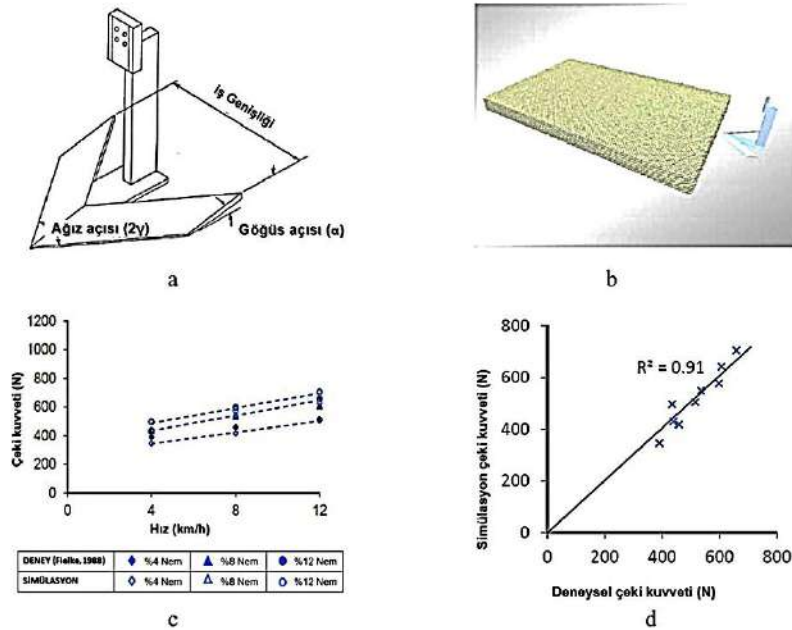 İş Genişliği
Ağız açısı (2γ)
Göğüs açısı (α)
a
b
Çeki kuvveti (N)
1200
1000
800
600
400
200
0
0
4
8
12
Hız (km/h)
DENEY (Fielke, 1988) %4 Nem %8 Nem %12 Nem
SİMÜLASYON %4 Nem %8 Nem %12 Nem
c
Simülasyon çeki kuvveti (N)
800
600
400
200
0
R² = 0.91
0
200
400
600
800
Deneysel çeki kuvveti (N)
d